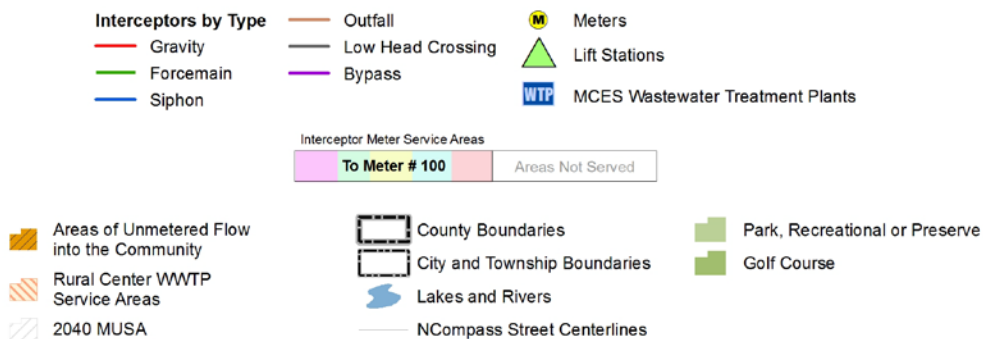 Interceptors by Type
Gravity
Forcemain
Siphon
Outfall
Low Head Crossing
Bypass
M Meters
Lift Stations
WTP MCES Wastewater Treatment Plants
Interceptor Meter Service Areas
To Meter # 100
Areas Not Served
Areas of Unmetered Flow
into the Community
Rural Center WWTP
Service Areas
2040 MUSA
County Boundaries
City and Township Boundaries
Lakes and Rivers
NCompass Street Centerlines
Park, Recreational or Preserve
Golf Course